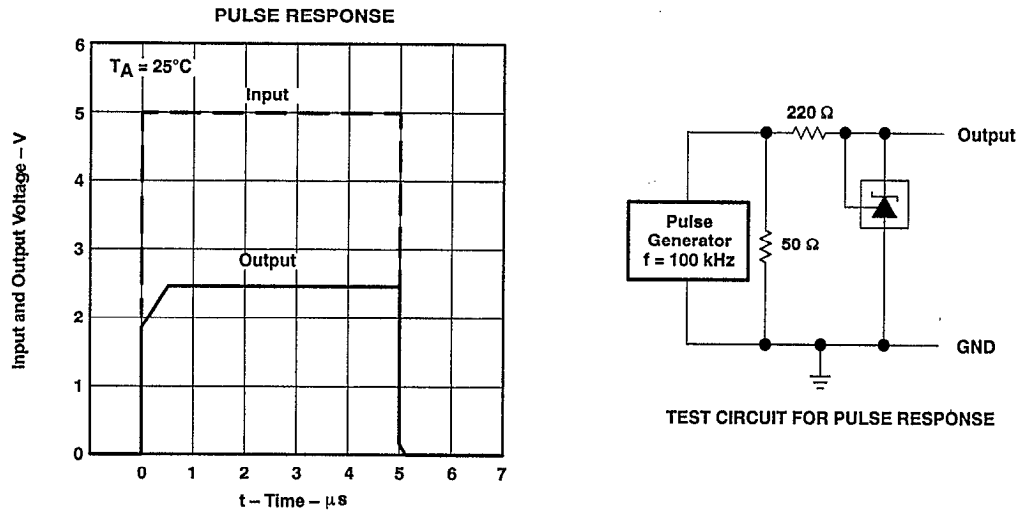 PULSE RESPONSE
TA = 25°C
Input
Output
Input and Output Voltage – V
6
5
4
3
2
1
0
0 1 2 3 4 5 6 7
t – Time – μs
220 Ω
Output
Pulse
Generator
f = 100 kHz
50 Ω
GND
TEST CIRCUIT FOR PULSE RESPONSE